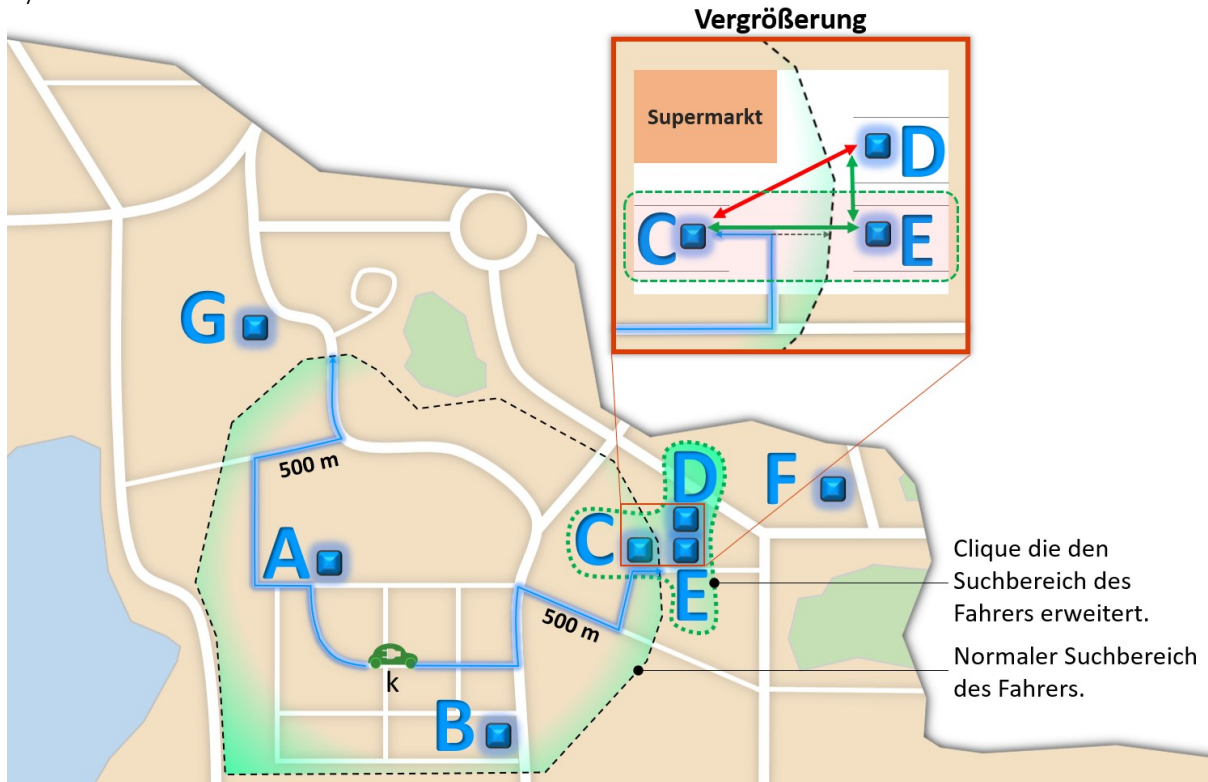 Vergrößerung
Supermarkt
D
C
E
G
500 m
D
F
A
C
E
500 m
k
B
Clique die den
Suchbereich des
Fahrers erweitert.
Normaler Suchbereich
des Fahrers.